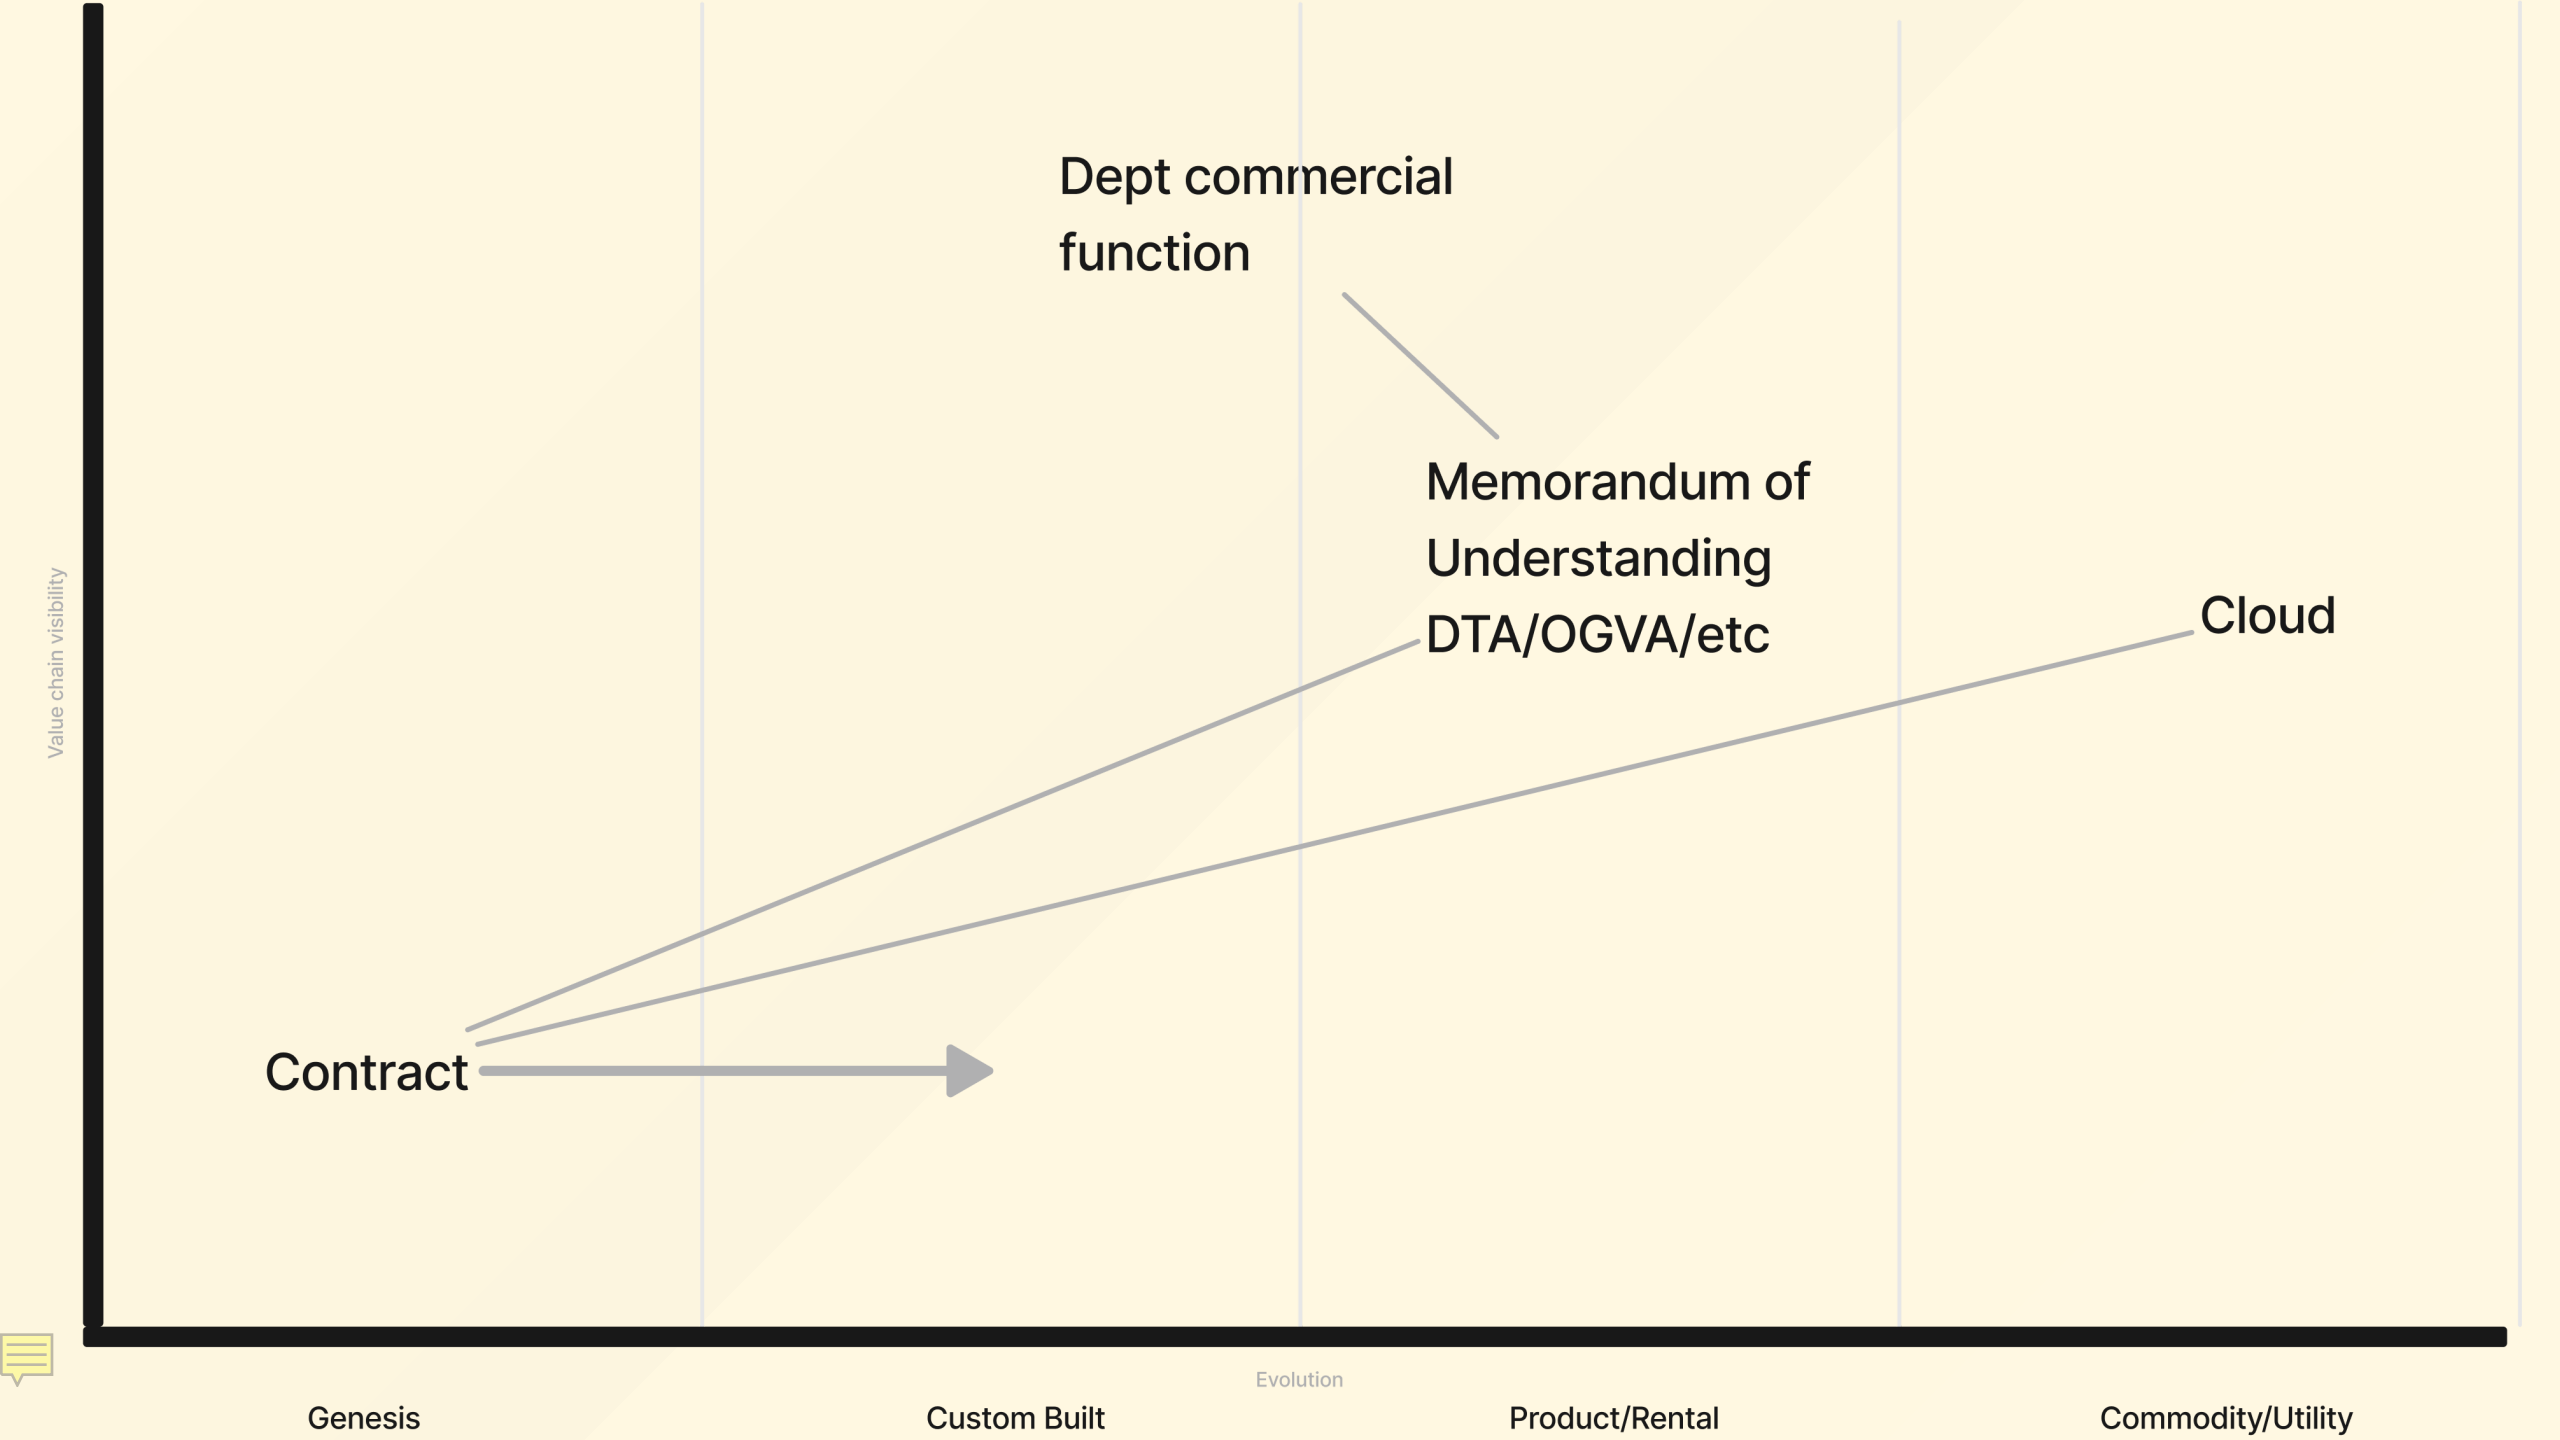 Dept commercial
function
Memorandum of
Understanding
DTA/OGVA/etc
Cloud
Value chain visibility
Contract
Evolution
Genesis
Custom Built
Product/Rental
Commodity/Utility